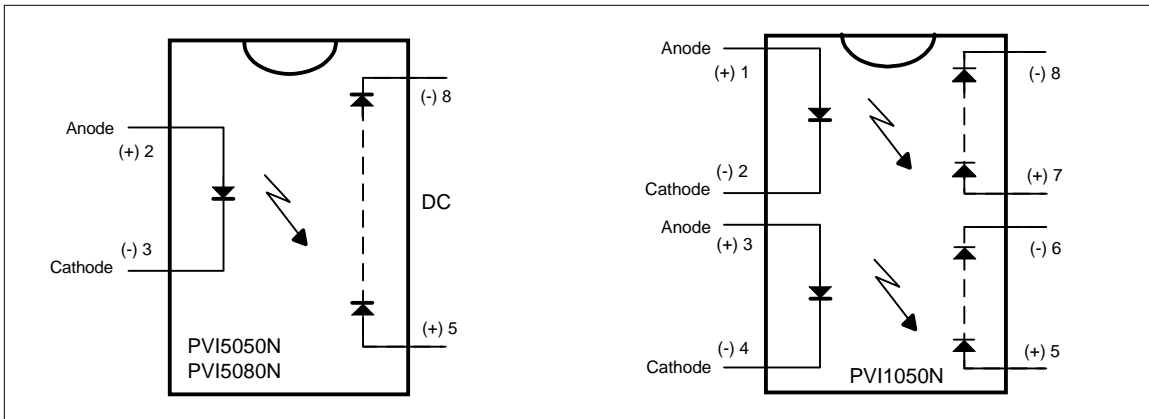 Anode
(+) 2
(-) 3
Cathode
(-) 8
DC
(+) 5
PVI5050N
PVI5080N
Anode
(+) 1
(-) 2
Cathode
Anode
(+) 3
(-) 4
Cathode
(-) 8
(+) 7
(-) 6
(+) 5
PVI1050N